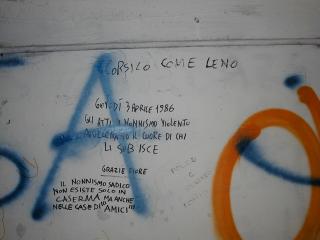 CORSICO COME LENO
GIOVEDÌ 3 APRILE 1986
GLI ATTI DI NONNISMO VIOLENTO
IL CUORE DI CHI
LI SUBISCE
GRAZIE FIORE
IL NONNISMO SADICO
NON ESISTE SOLO IN
CASERMA MA ANCHE
NELLE CASE DI "AMICI"